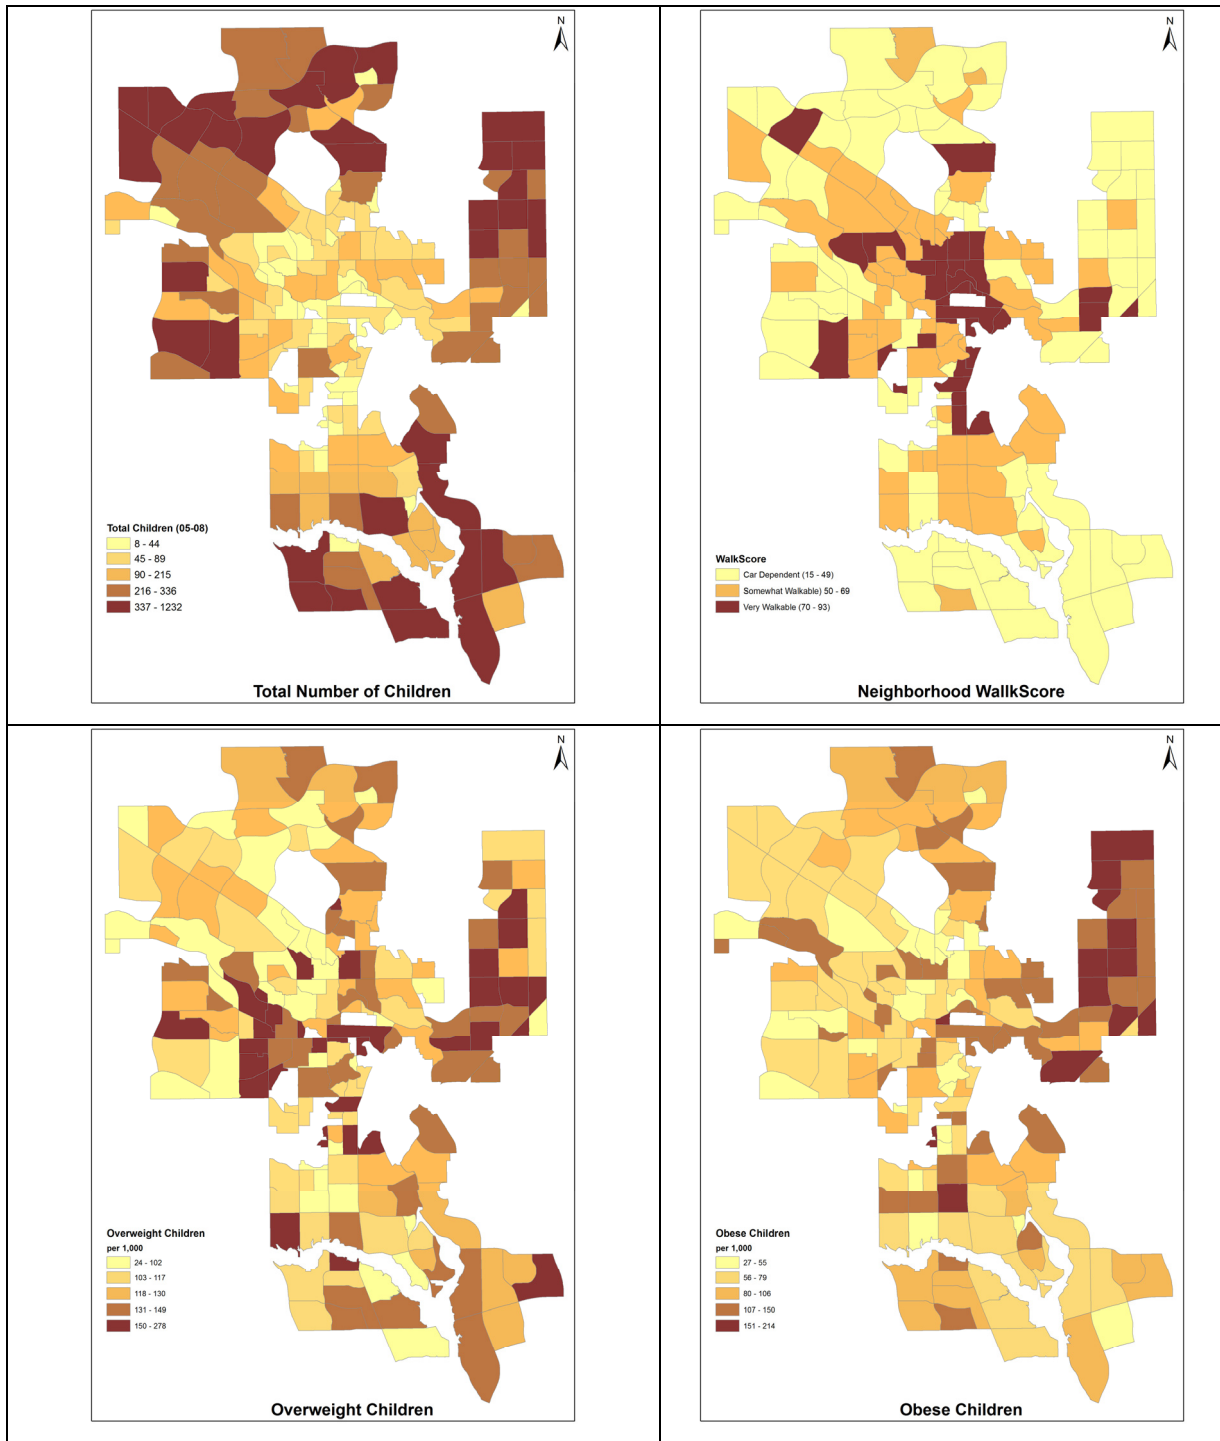 N
Total Children (05-08)
8 - 44
45 - 89
90 - 215
216 - 336
337 - 1232
Total Number of Children
N
WalkScore
Car Dependent (15 - 49)
Somewhat Walkable) 50 - 69
Very Walkable (70 - 93)
Neighborhood WallkScore
N
Overweight Children
per 1,000
24 - 102
103 - 117
118 - 130
131 - 149
150 - 278
Overweight Children
N
Obese Children
per 1,000
27 - 55
56 - 79
80 - 106
107 - 150
151 - 214
Obese Children